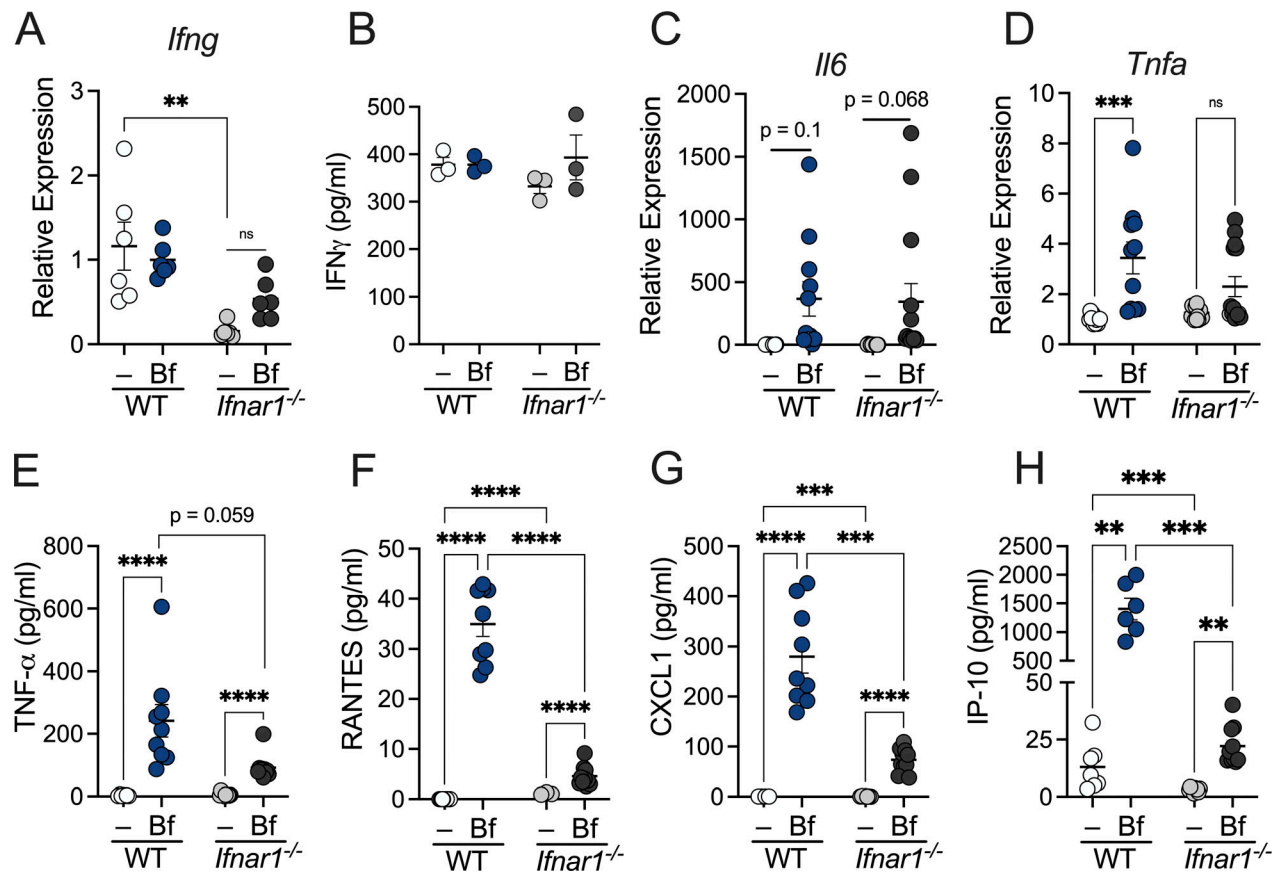 A
Ifng
Relative Expression
3
2
1
0
**
ns
– Bf – Bf
WT Ifnar1-/-
B
IFNγ (pg/ml)
500
400
300
200
100
0
– Bf – Bf
WT Ifnar1-/-
C
Il6
Relative Expression
2000
1500
1000
500
0
p = 0.1
p = 0.068
– Bf – Bf
WT Ifnar1-/-
D
Tnfa
Relative Expression
10
8
6
4
2
0
***
ns
– Bf – Bf
WT Ifnar1-/-
E
TNF-α (pg/ml)
800
600
400
200
0
p = 0.059
****
****
– Bf – Bf
WT Ifnar1-/-
F
RANTES (pg/ml)
50
40
30
20
10
0
****
**** ****
****
– Bf – Bf
WT Ifnar1-/-
G
CXCL1 (pg/ml)
500
400
300
200
100
0
***
**** ***
****
– Bf – Bf
WT Ifnar1-/-
H
IP-10 (pg/ml)
2500
2000
1500
1000
500
50
25
0
***
** ***
**
– Bf – Bf
WT Ifnar1-/-